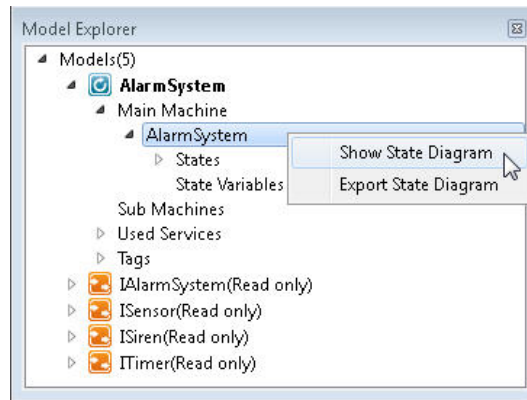 Model Explorer
Models(5)
AlarmSystem
Main Machine
AlarmSystem
Show State Diagram
States
State Variables
Export State Diagram
Sub Machines
Used Services
Tags
IAlarmSystem(Read only)
ISensor(Read only)
ISiren(Read only)
ITimer(Read only)